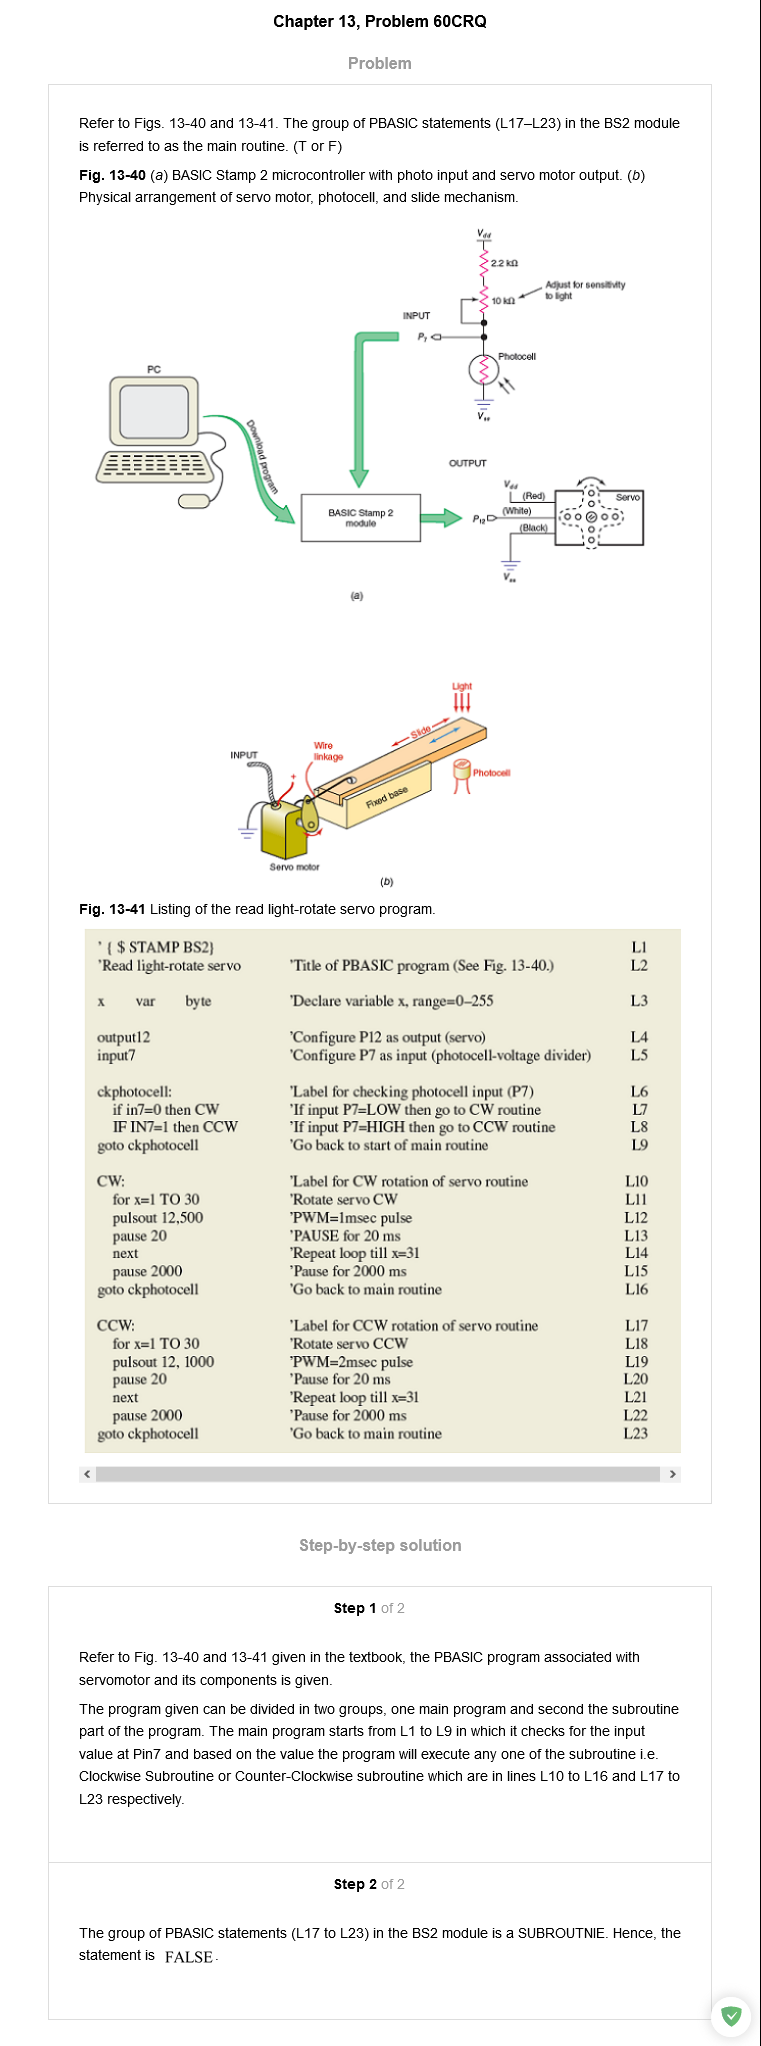 Chapter 13, Problem 60CRQ
Problem
Refer to Figs. 13-40 and 13-41. The group of PBASIC statements (L17–L23) in the BS2 module
is referred to as the main routine. (T or F)
Fig. 13-40 (a) BASIC Stamp 2 microcontroller with photo input and servo motor output. (b)
Physical arrangement of servo motor, photocell, and slide mechanism.
Vdd
2.2 kΩ
Adjust for sensitivity
to light
10 kΩ
INPUT
P7
Photocell
PC
Vss
Download program
OUTPUT
Vdd
(Red)
Servo
BASIC Stamp 2
module
(White)
P12
(Black)
Vss
(a)
Light
Slide
Wire
linkage
INPUT
+
Photocell
Fixed base
Servo motor
(b)
Fig. 13-41 Listing of the read light-rotate servo program.
' { $ STAMP BS2} L1
'Read light-rotate servo 'Title of PBASIC program (See Fig. 13-40.) L2
x var byte 'Declare variable x, range=0–255 L3
output12 'Configure P12 as output (servo) L4
input7 'Configure P7 as input (photocell-voltage divider) L5
ckphotocell: 'Label for checking photocell input (P7) L6
if in7=0 then CW 'If input P7=LOW then go to CW routine L7
IF IN7=1 then CCW 'If input P7=HIGH then go to CCW routine L8
goto ckphotocell 'Go back to start of main routine L9
CW: 'Label for CW rotation of servo routine L10
for x=1 TO 30 'Rotate servo CW L11
pulsout 12,500 'PWM=1msec pulse L12
pause 20 'PAUSE for 20 ms L13
next 'Repeat loop till x=31 L14
pause 2000 'Pause for 2000 ms L15
goto ckphotocell 'Go back to main routine L16
CCW: 'Label for CCW rotation of servo routine L17
for x=1 TO 30 'Rotate servo CCW L18
pulsout 12, 1000 'PWM=2msec pulse L19
pause 20 'Pause for 20 ms L20
next 'Repeat loop till x=31 L21
pause 2000 'Pause for 2000 ms L22
goto ckphotocell 'Go back to main routine L23
Step-by-step solution
Step 1 of 2
Refer to Fig. 13-40 and 13-41 given in the textbook, the PBASIC program associated with
servomotor and its components is given.
The program given can be divided in two groups, one main program and second the subroutine
part of the program. The main program starts from L1 to L9 in which it checks for the input
value at Pin7 and based on the value the program will execute any one of the subroutine i.e.
Clockwise Subroutine or Counter-Clockwise subroutine which are in lines L10 to L16 and L17 to
L23 respectively.
Step 2 of 2
The group of PBASIC statements (L17 to L23) in the BS2 module is a SUBROUTNIE. Hence, the
statement is FALSE.